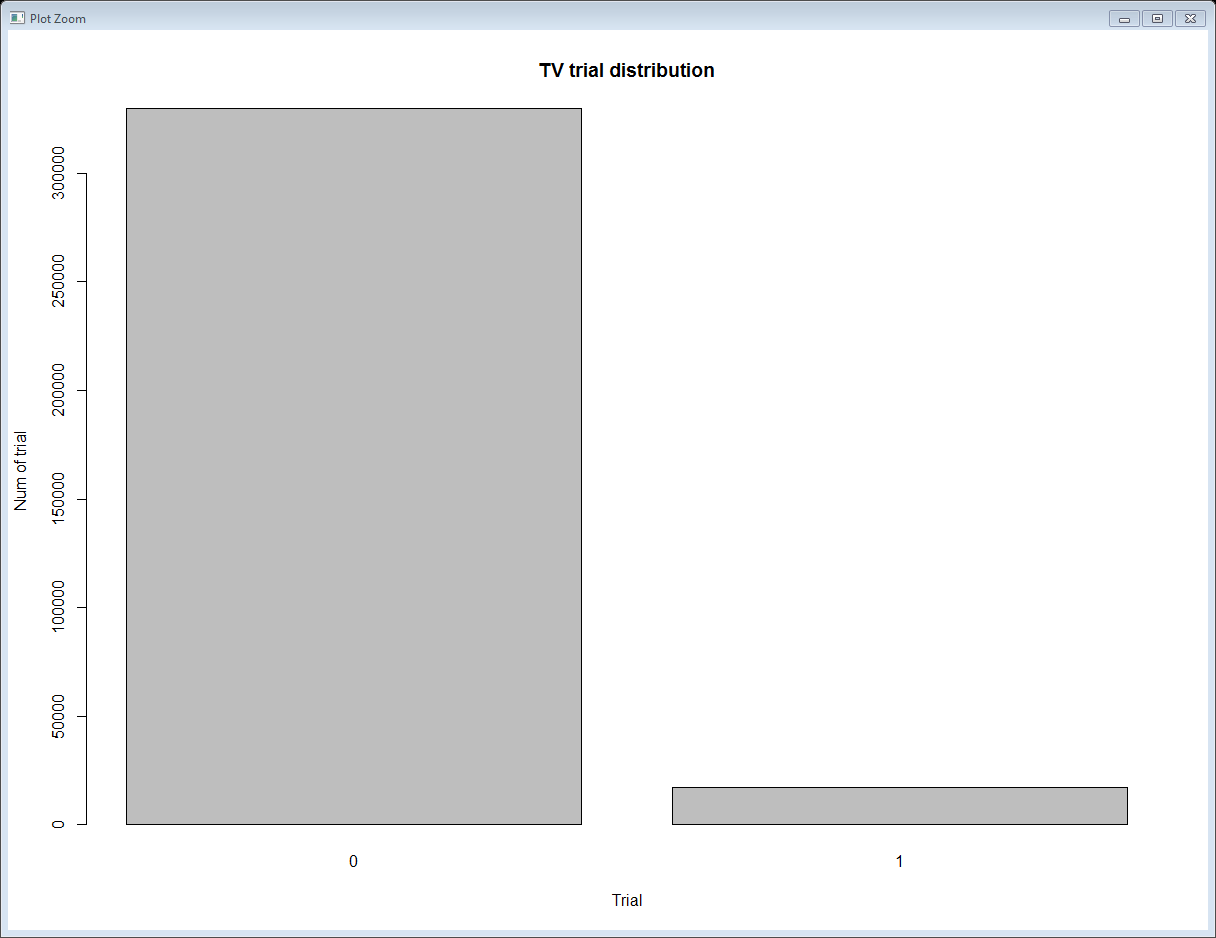 Plot Zoom
TV trial distribution
Num of trial
300000
250000
200000
150000
100000
50000
0
0
1
Trial